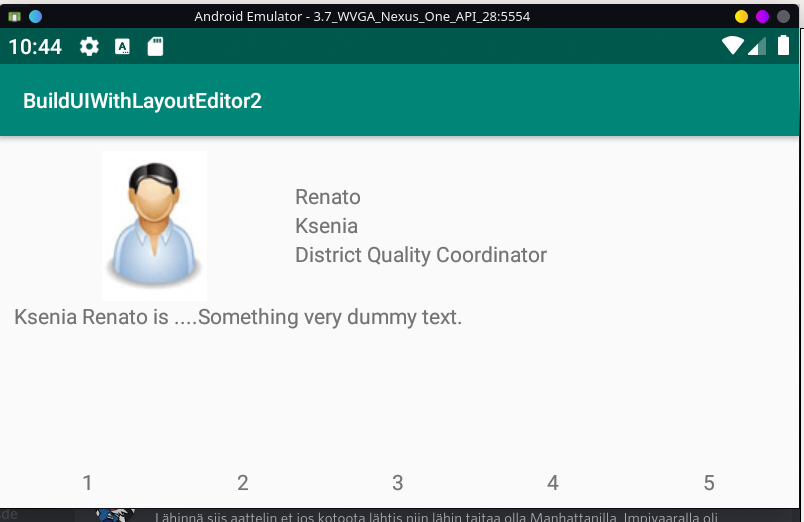 Android Emulator - 3.7_WVGA_Nexus_One_API_28:5554
10:44 A
BuildUIWithLayoutEditor2
Renato
Ksenia
District Quality Coordinator
Ksenia Renato is ....Something very dummy text.
1 2 3 4 5
Lähinnä siis aattelin et jos kotoota lähtis niin lähin taitaa olla Manhattanilla. Impivaaralla oli